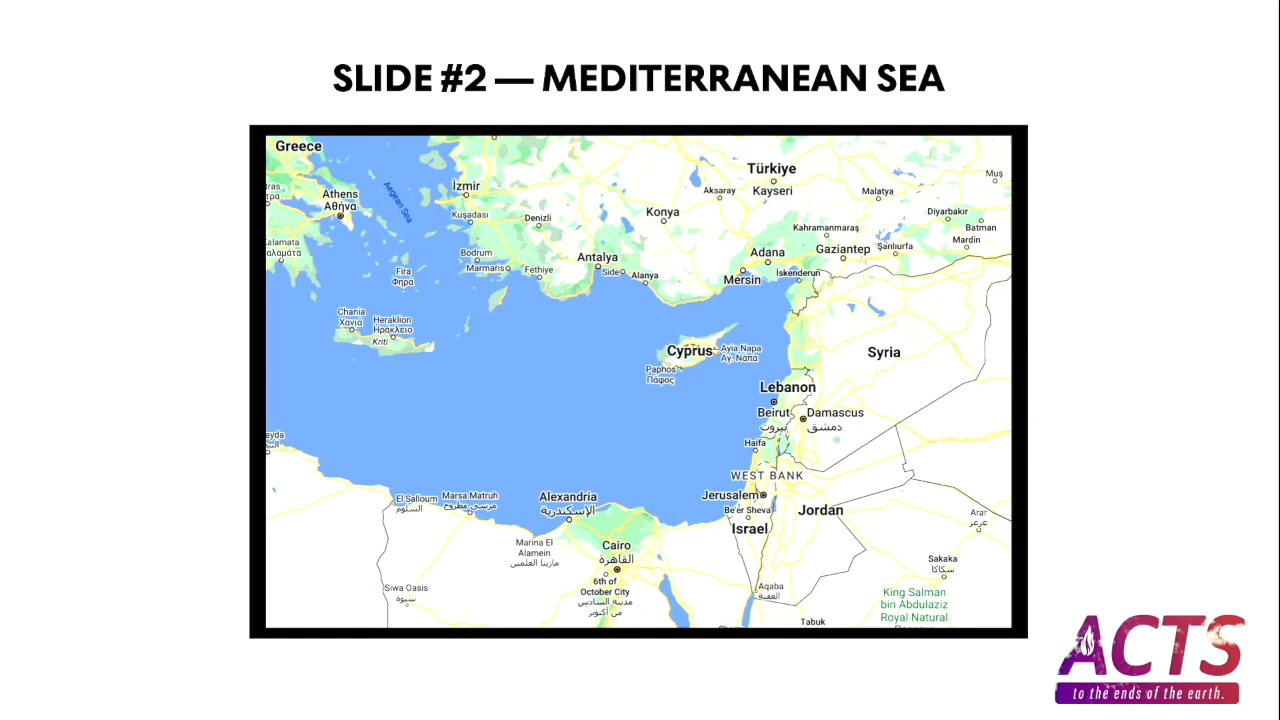 SLIDE #2 — MEDITERRANEAN SEA
Greece
Athens
Αθήνα
Aegean Sea
İzmir
Kuşadası
Denizli
Türkiye
Kayseri
Aksaray
Konya
Malatya
Muş
Diyarbakır
Batman
Mardin
Kahramanmaraş
Gaziantep
Şanlıurfa
Adana
Mersin
İskenderun
Antalya
Side
Alanya
Bodrum
Marmaris
Fethiye
Fira
Φηρα
Chania
Χανιά
Heraklion
Ηράκλειο
Kriti
Cyprus
Ayia Napa
Αγ. Ναπα
Paphos
Πάφος
Syria
Lebanon
Beirut
بيروت
Damascus
دمشق
Haifa
WEST BANK
Jerusalem
Be'er Sheva
Israel
Jordan
Arar
عرعر
Sakaka
سكاكا
King Salman
bin Abdulaziz
Royal Natural
Aqaba
العقبة
Tabuk
El Salloum
السلوم
Marsa Matruh
مرسى مطروح
Alexandria
الإسكندرية
Marina El
Alamein
مارينا العلمين
Cairo
القاهرة
6th of
October City
مدينة السادس
من أكتوبر
Siwa Oasis
سيوة
ACTS
to the ends of the earth.